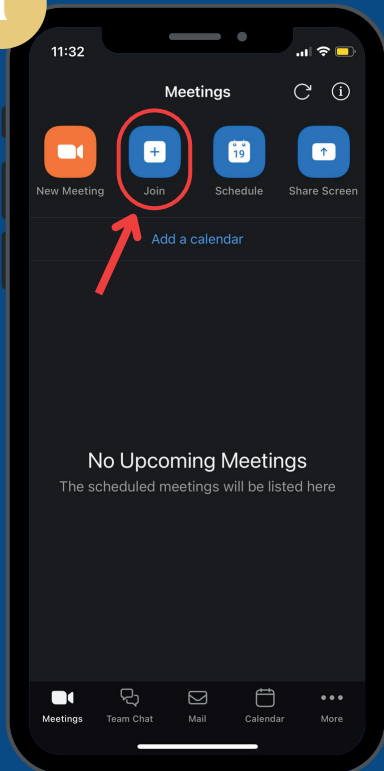 11:32
Meetings
19
New Meeting Join Schedule Share Screen
Add a calendar
No Upcoming Meetings
The scheduled meetings will be listed here
Meetings Team Chat Mail Calendar More